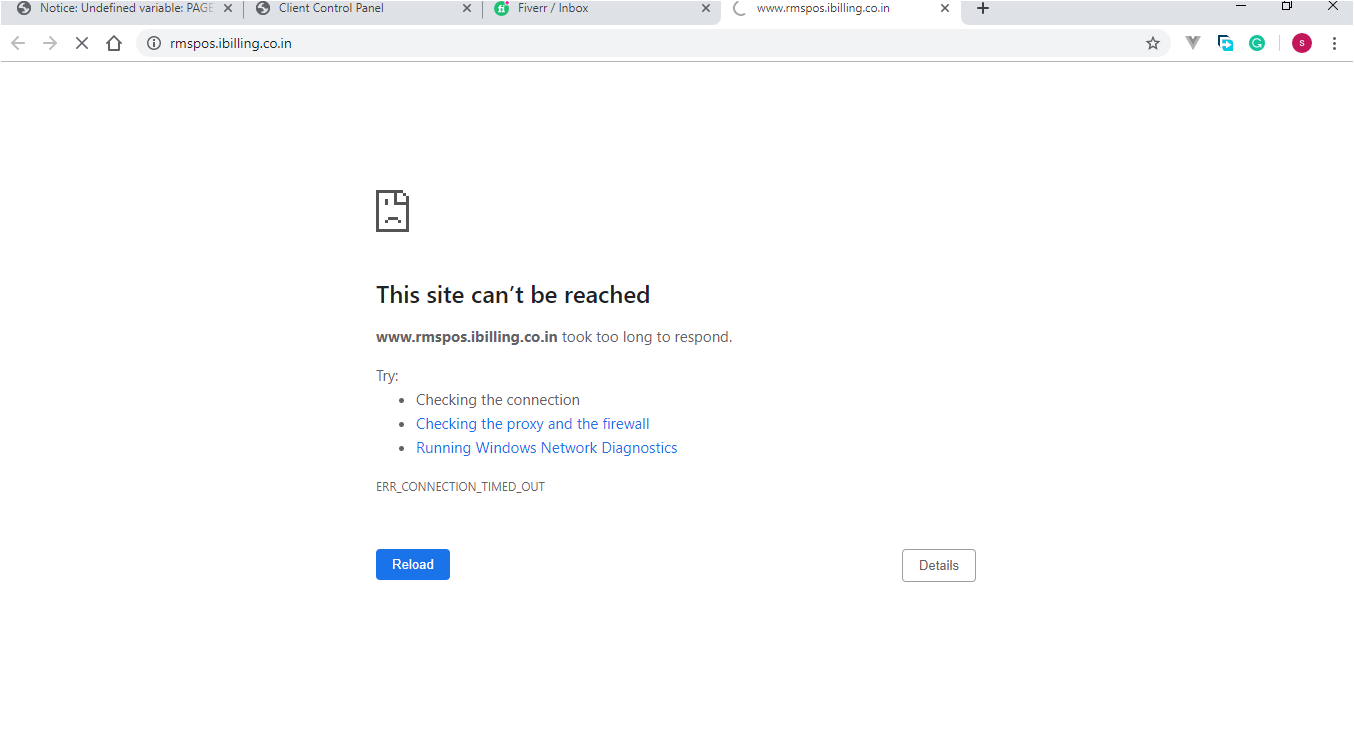 Notice: Undefined variable: PAGE
Client Control Panel
fi Fiverr / Inbox
www.rmspos.ibilling.co.in
rmspos.ibilling.co.in
s
This site can’t be reached
www.rmspos.ibilling.co.in took too long to respond.
Try:
• Checking the connection
• Checking the proxy and the firewall
• Running Windows Network Diagnostics
ERR_CONNECTION_TIMED_OUT
Reload
Details